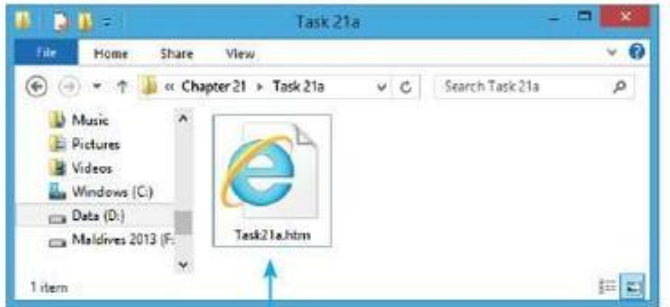 Task 21a
File Home Share View
« Chapter 21 ▸ Task 21a
Search Task 21a
Music
Pictures
Videos
Windows (C:)
Data (D:)
Maldives 2013 (F:
Task21a.htm
1 item